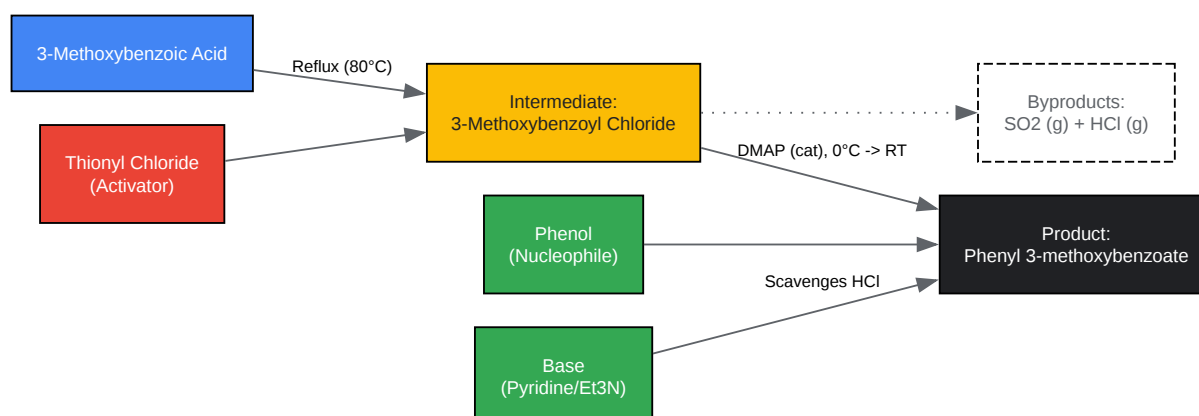 3-Methoxybenzoic Acid
Reflux (80°C)
Thionyl Chloride
(Activator)
Intermediate:
3-Methoxybenzoyl Chloride
Byproducts:
SO2 (g) + HCl (g)
DMAP (cat), 0°C -> RT
Phenol
(Nucleophile)
Product:
Phenyl 3-methoxybenzoate
Scavenges HCl
Base
(Pyridine/Et3N)